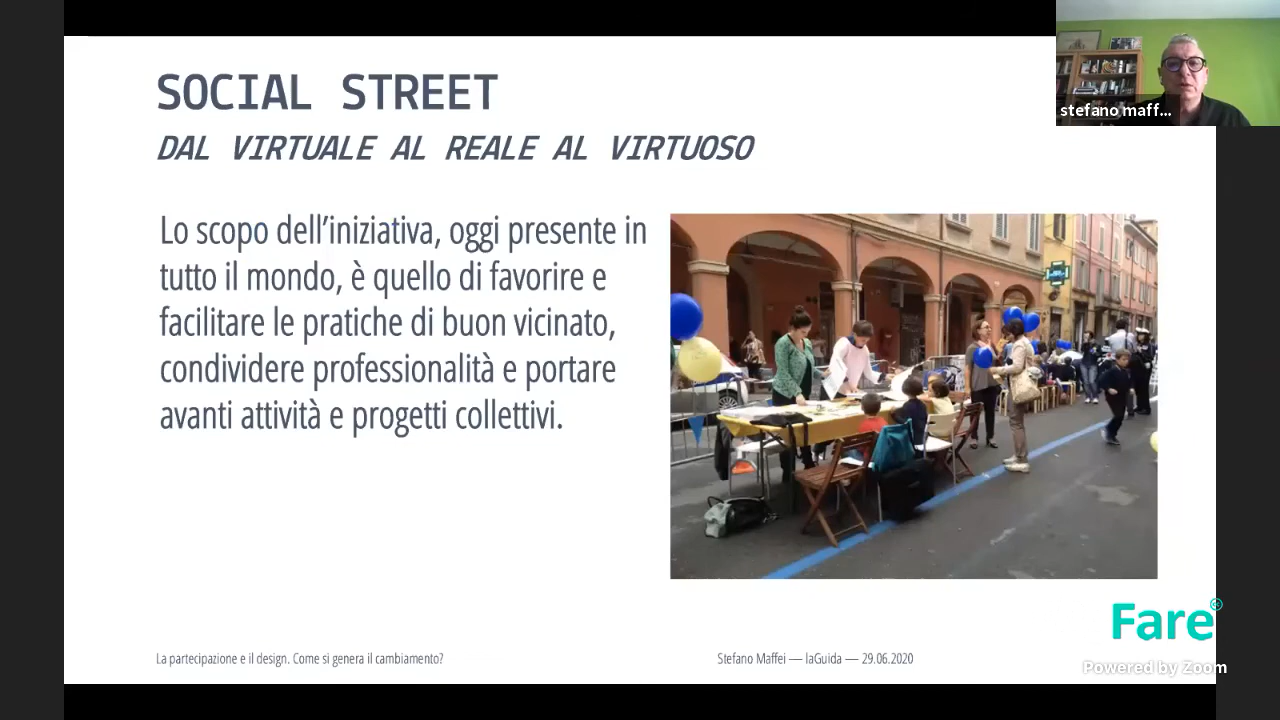 SOCIAL STREET
DAL VIRTUALE AL REALE AL VIRTUOSO
stefano maff...
Lo scopo dell'iniziativa, oggi presente in
tutto il mondo, è quello di favorire e
facilitare le pratiche di buon vicinato,
condividere professionalità e portare
avanti attività e progetti collettivi.
Fare
Powered by Zoom
La partecipazione e il design. Come si genera il cambiamento?
Stefano Maffei — laGuida — 29.06.2020